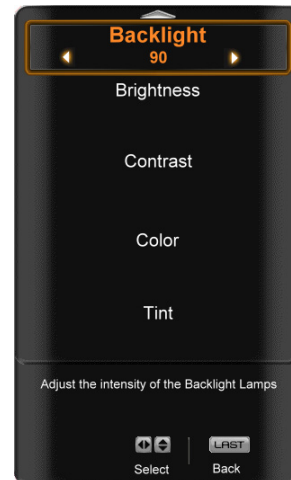 Backlight
90
Brightness
Contrast
Color
Tint
Adjust the intensity of the Backlight Lamps
LAST
Select Back